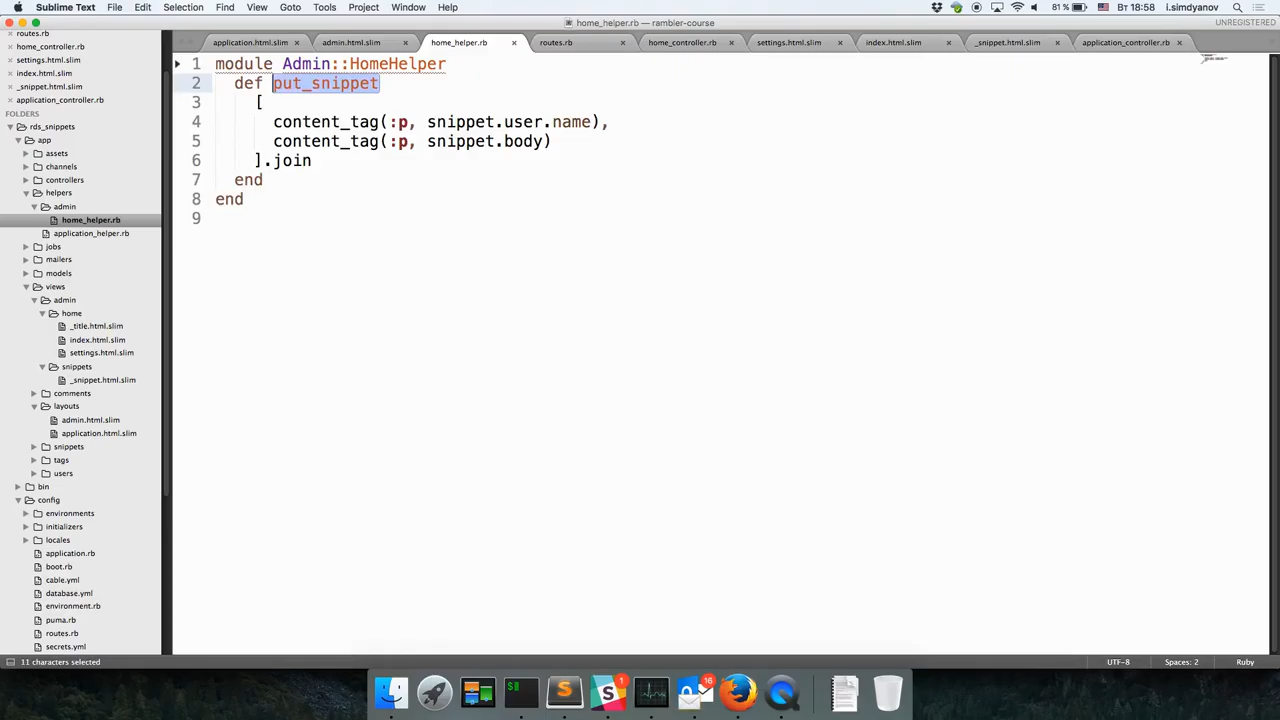 Sublime Text File Edit Selection Find View Goto Tools Project Window Help 81 % Вт 18:58 i.simdyanov
home_helper.rb — rambler-course UNREGISTERED
application.html.slim × admin.html.slim × home_helper.rb × routes.rb × home_controller.rb × settings.html.slim × index.html.slim × _snippet.html.slim × application_controller.rb ×
routes.rb
home_controller.rb
settings.html.slim
index.html.slim
_snippet.html.slim
application_controller.rb
FOLDERS
rds_snippets
app
assets
channels
controllers
helpers
admin
home_helper.rb
application_helper.rb
jobs
mailers
models
views
admin
home
_title.html.slim
index.html.slim
settings.html.slim
snippets
_snippet.html.slim
comments
layouts
admin.html.slim
application.html.slim
snippets
tags
users
bin
config
environments
initializers
locales
application.rb
boot.rb
cable.yml
database.yml
environment.rb
puma.rb
routes.rb
secrets.yml
1 module Admin::HomeHelper
2 def put_snippet
3 [
4 content_tag(:p, snippet.user.name),
5 content_tag(:p, snippet.body)
6 ].join
7 end
8 end
9
11 characters selected UTF-8 Spaces: 2 Ruby
1 16